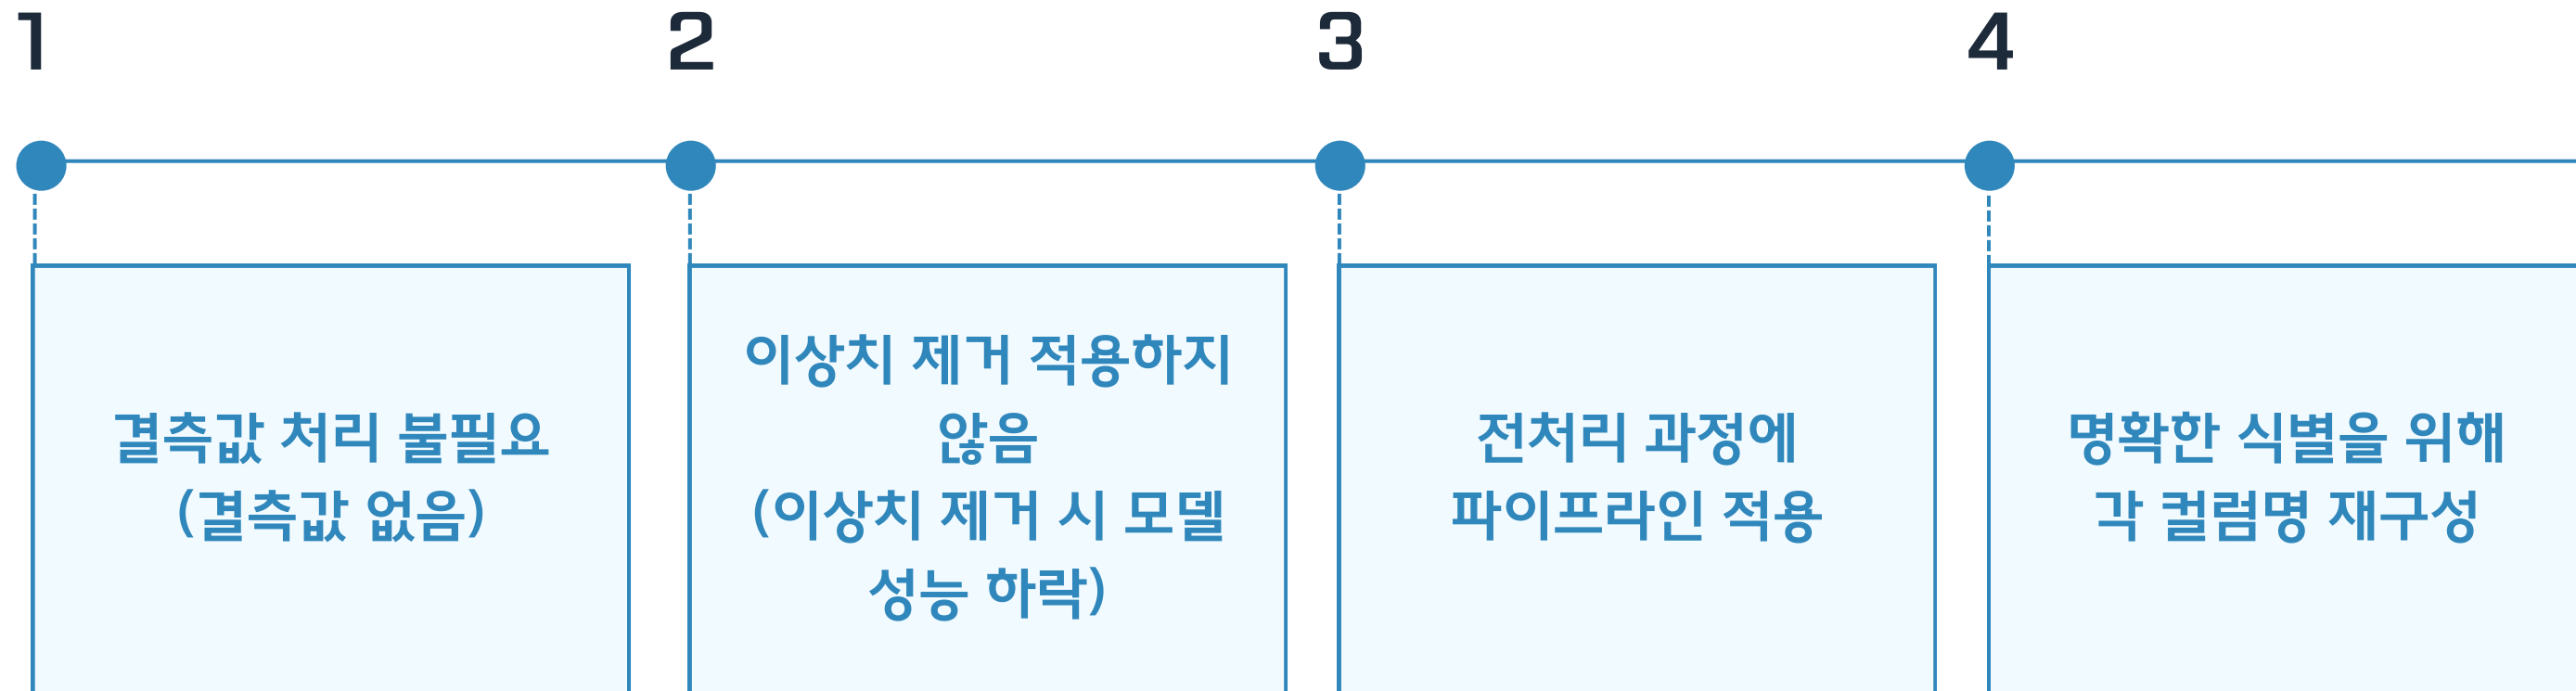 1
결측값 처리 불필요
(결측값 없음)
2
이상치 제거 적용하지
않음
(이상치 제거 시 모델
성능 하락)
3
전처리 과정에
파이프라인 적용
4
명확한 식별을 위해
각 컬럼명 재구성